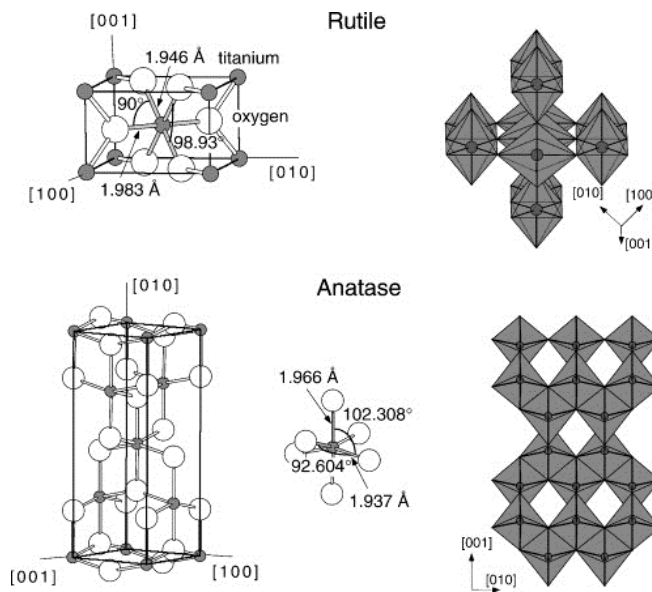 Rutile
[001]
1.946 Å titanium
90°
oxygen
98.93°
[010]
[100]
1.983 Å
[010]
[100
[001]
Anatase
[010]
1.966 Å
102.308°
92.604°
1.937 Å
[001]
[100]
[001]
[010]